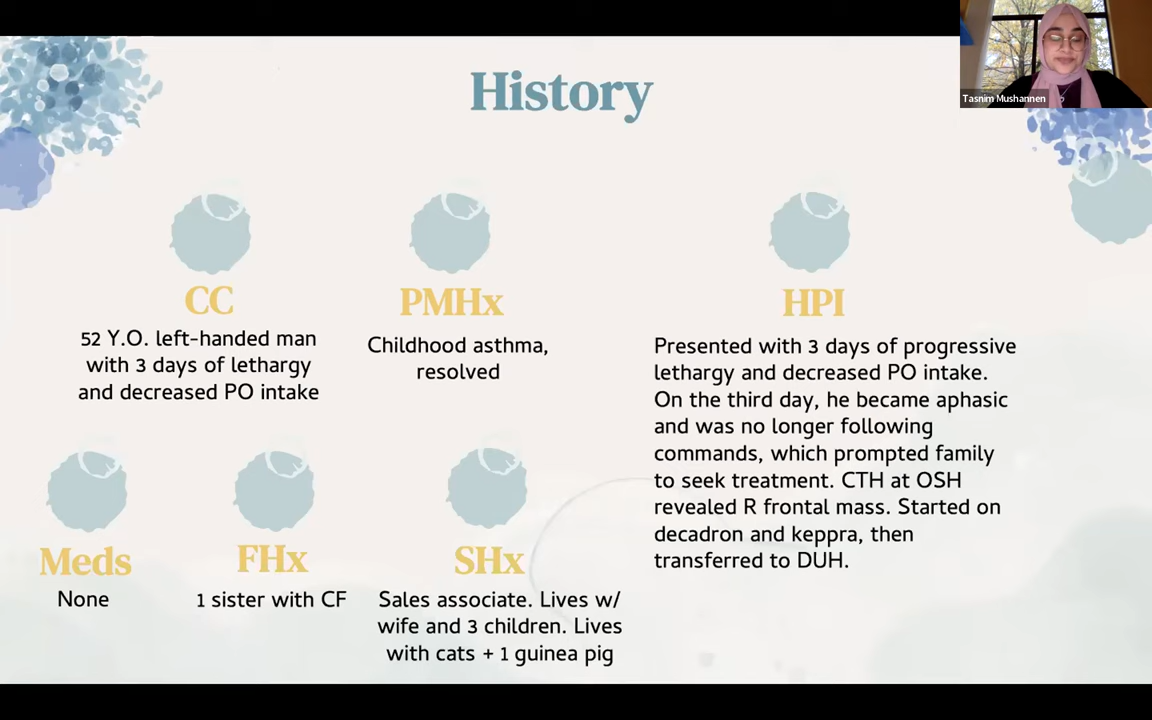 Tasnim Mushannen
History
CC
52 Y.O. left-handed man
with 3 days of lethargy
and decreased PO intake
PMHx
Childhood asthma,
resolved
HPI
Presented with 3 days of progressive
lethargy and decreased PO intake.
On the third day, he became aphasic
and was no longer following
commands, which prompted family
to seek treatment. CTH at OSH
revealed R frontal mass. Started on
decadron and keppra, then
transferred to DUH.
Meds
None
FHx
1 sister with CF
SHx
Sales associate. Lives w/
wife and 3 children. Lives
with cats + 1 guinea pig